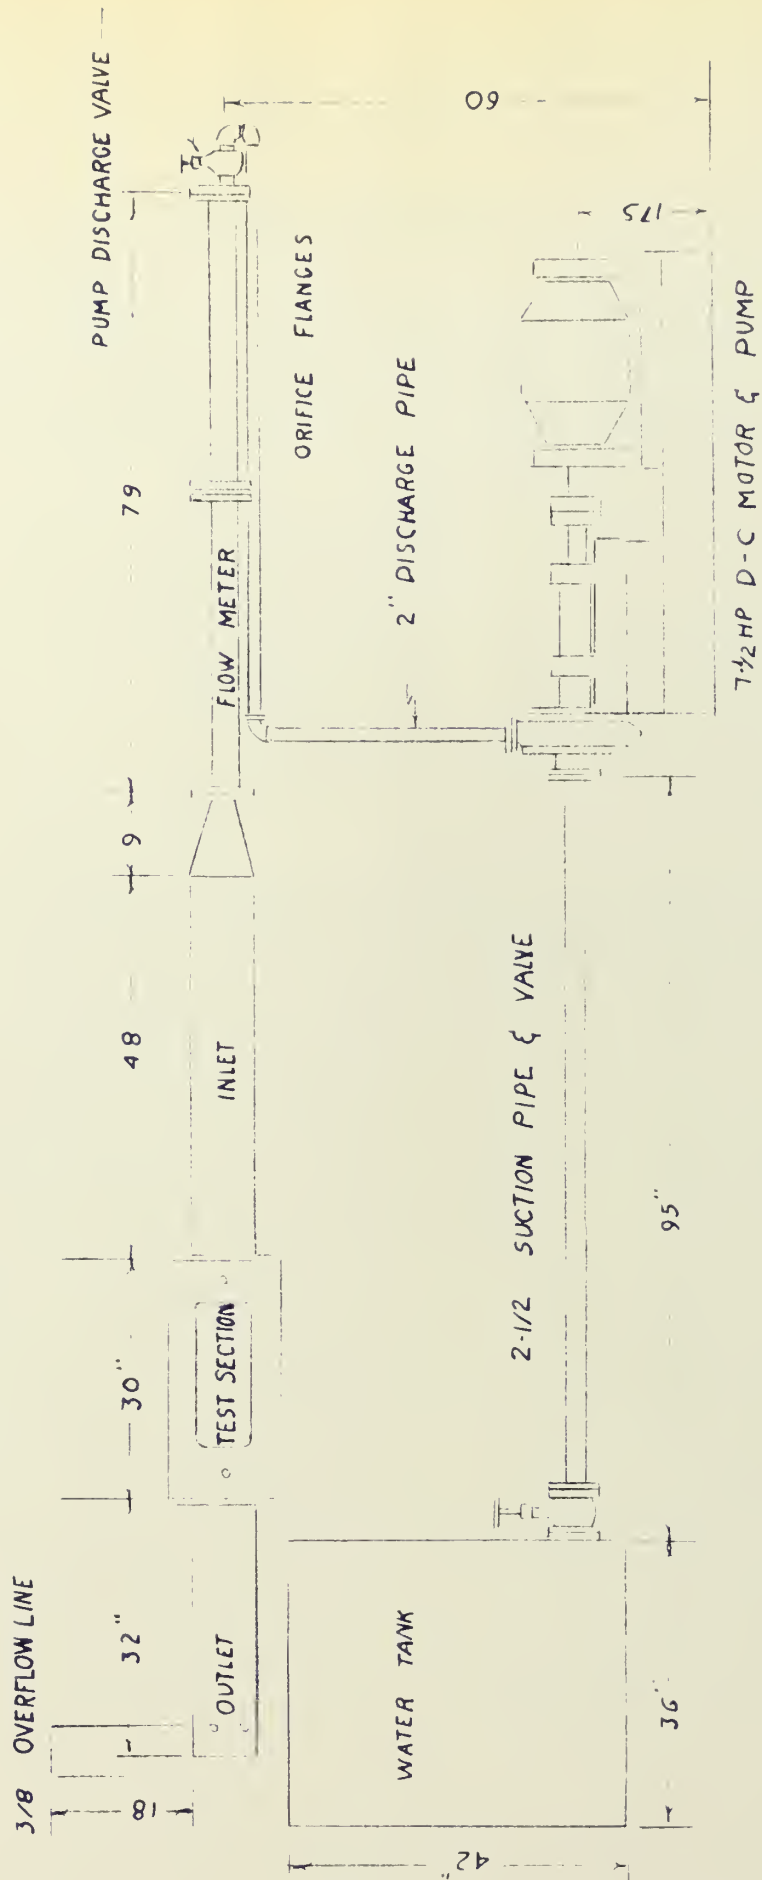 3/8 OVERFLOW LINE
PUMP DISCHARGE VALVE
32"
30"
48
9
79
18
OUTLET
TEST SECTION
INLET
FLOW METER
ORIFICE FLANGES
60
2" DISCHARGE PIPE
42"
WATER TANK
2-1/2 SUCTION PIPE & VALVE
175
36"
95"
7-1/2 HP D-C MOTOR & PUMP